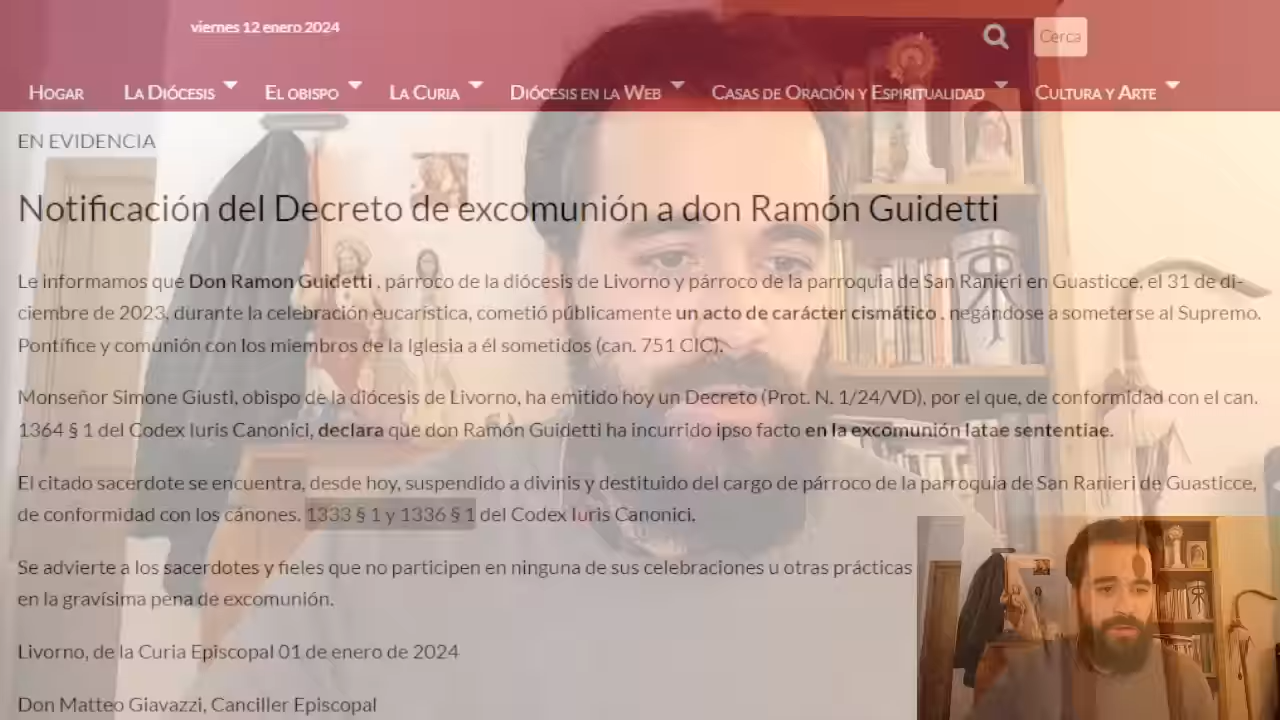 viernes 12 enero 2024
Cerca
Hogar La Diócesis El obispo La Curia Diócesis en la Web Casas de Oración y Espiritualidad Cultura y Arte
EN EVIDENCIA
Notificación del Decreto de excomunión a don Ramón Guidetti
Le informamos que Don Ramon Guidetti , párroco de la diócesis de Livorno y párroco de la parroquia de San Ranieri en Guasticce, el 31 de di-
ciembre de 2023, durante la celebración eucarística, cometió públicamente un acto de carácter cismático , negándose a someterse al Supremo.
Pontífice y comunión con los miembros de la Iglesia a él sometidos (can. 751 CIC).
Monseñor Simone Giusti, obispo de la diócesis de Livorno, ha emitido hoy un Decreto (Prot. N. 1/24/VD), por el que, de conformidad con el can.
1364 § 1 del Codex Iuris Canonici, declara que don Ramón Guidetti ha incurrido ipso facto en la excomunión latae sententiae.
El citado sacerdote se encuentra, desde hoy, suspendido a divinis y destituido del cargo de párroco de la parroquia de San Ranieri de Guasticce,
de conformidad con los cánones. 1333 § 1 y 1336 § 1 del Codex Iuris Canonici.
Se advierte a los sacerdotes y fieles que no participen en ninguna de sus celebraciones u otras prácticas
en la gravísima pena de excomunión.
Livorno, de la Curia Episcopal 01 de enero de 2024
Don Matteo Giavazzi, Canciller Episcopal